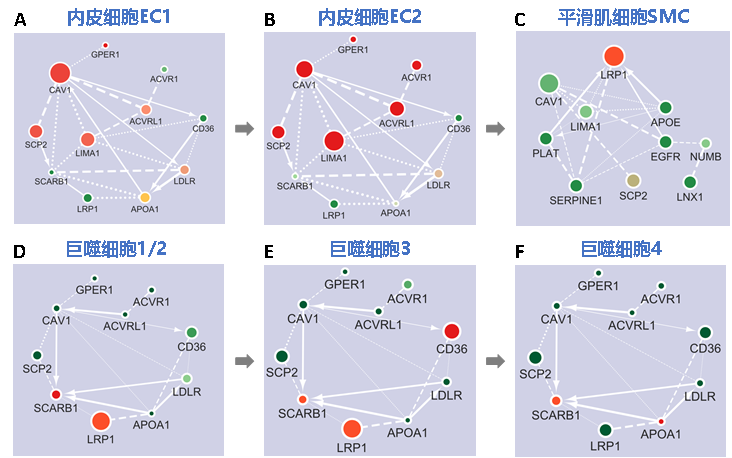 A 内皮细胞EC1
GPER1
ACVR1
CAV1
ACVRL1
CD36
SCP2
LIMA1
SCARB1
LDLR
LRP1
APOA1
B 内皮细胞EC2
GPER1
ACVR1
CAV1
ACVRL1
CD36
SCP2
LIMA1
SCARB1
LDLR
LRP1
APOA1
C 平滑肌细胞SMC
LRP1
CAV1
LIMA1
APOE
PLAT
EGFR
NUMB
SERPINE1
SCP2
LNX1
D 巨噬细胞1/2
GPER1
ACVR1
CAV1
ACVRL1
CD36
SCP2
LDLR
SCARB1
APOA1
LRP1
E 巨噬细胞3
GPER1
ACVR1
CAV1
ACVRL1
CD36
SCP2
LDLR
SCARB1
APOA1
LRP1
F 巨噬细胞4
GPER1
ACVR1
CAV1
ACVRL1
CD36
SCP2
LDLR
SCARB1
APOA1
LRP1